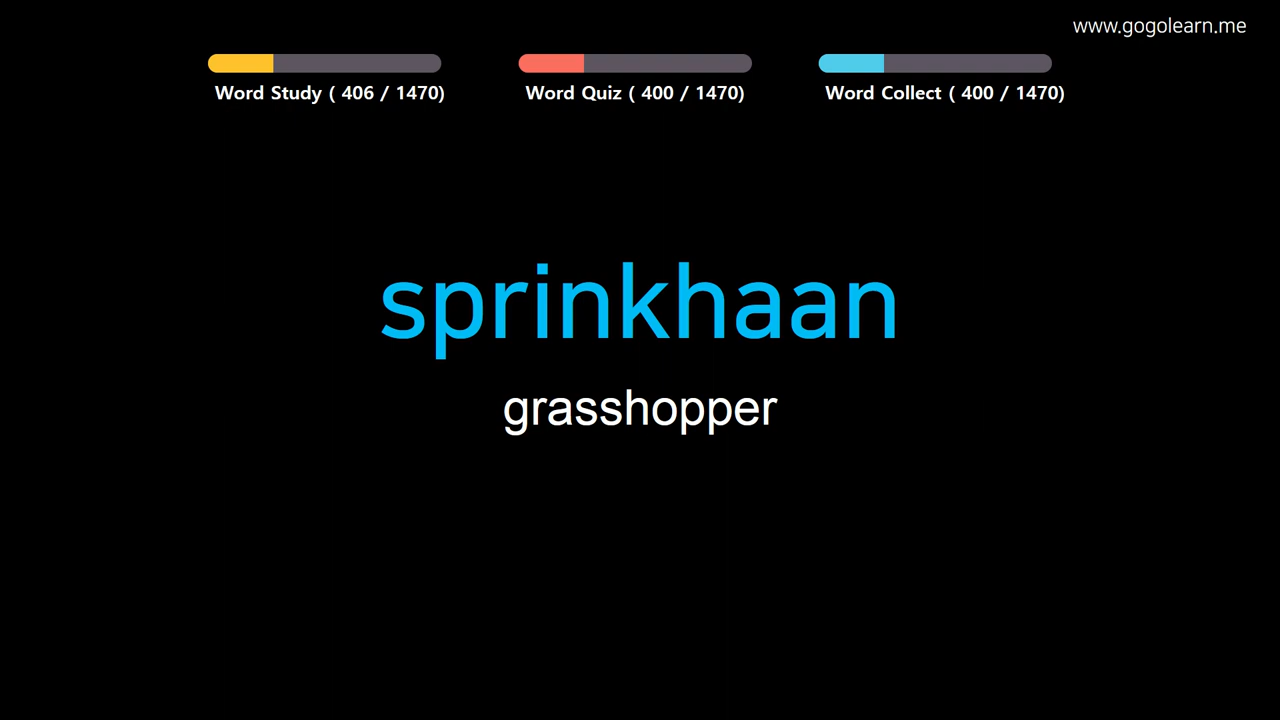 www.gogolearn.me
Word Study ( 406 / 1470)
Word Quiz ( 400 / 1470)
Word Collect ( 400 / 1470)
sprinkhaan
grasshopper